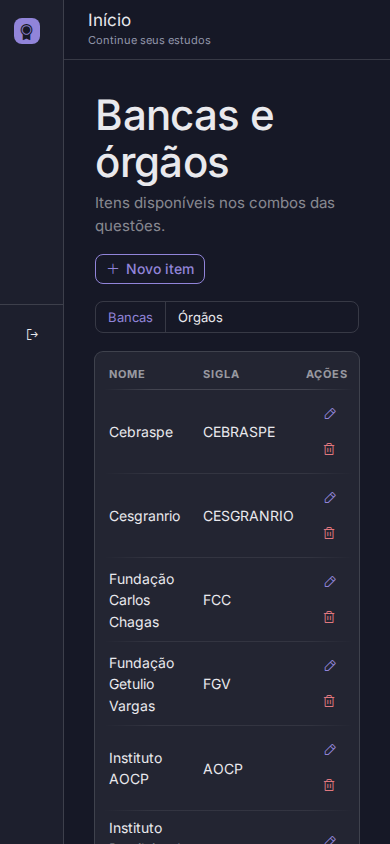 Início
Continue seus estudos
Bancas e
órgãos
Itens disponíveis nos combos das
questões.
+ Novo item
Bancas Órgãos
NOME SIGLA AÇÕES
Cebraspe CEBRASPE
Cesgranrio CESGRANRIO
Fundação
Carlos FCC
Chagas
Fundação
Getulio FGV
Vargas
Instituto
AOCP AOCP
Instituto